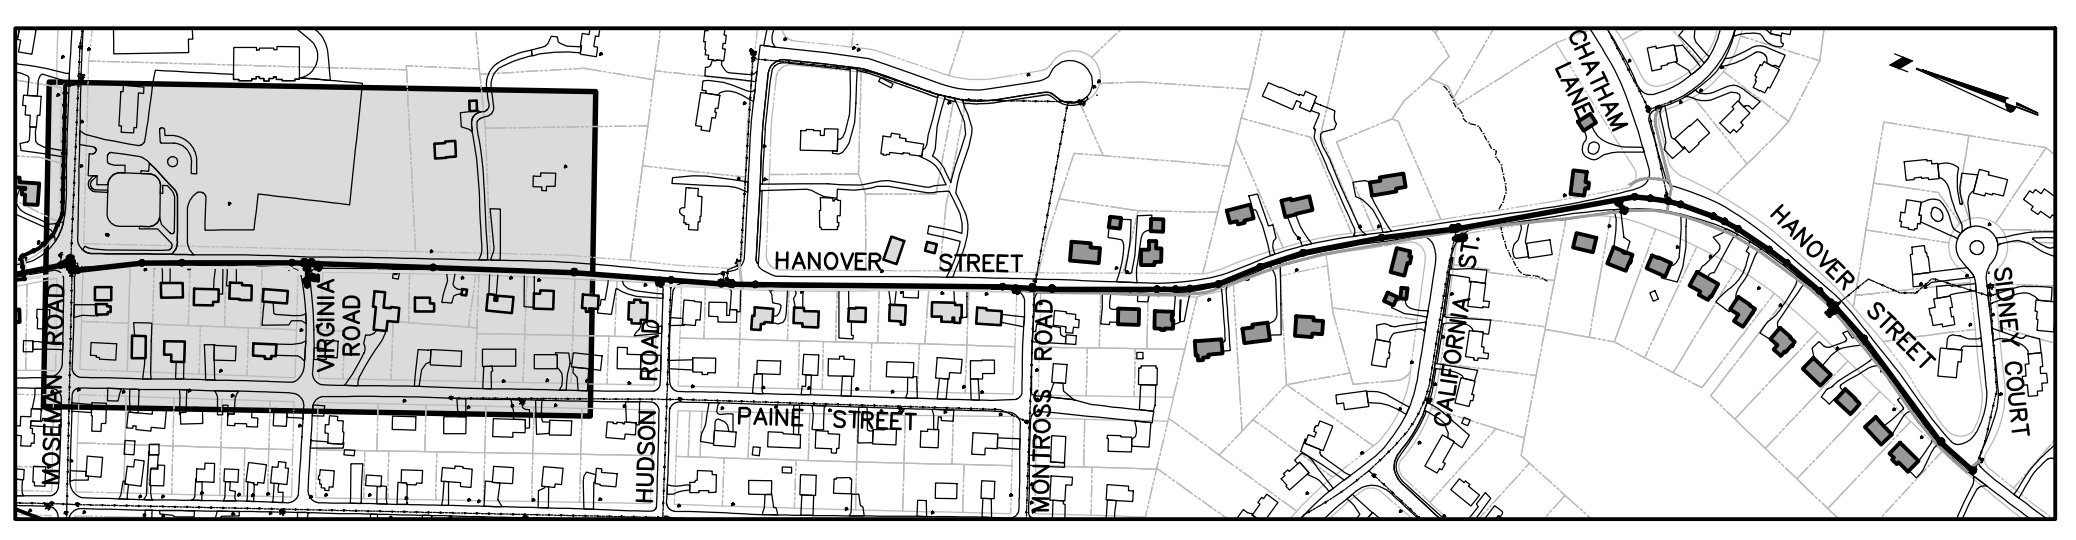 CHATHAM
LANE
N
HANOVER STREET
HANOVER
STREET
MOSEMAN ROAD
VIRGINIA
ROAD
HUDSON ROAD
MONTROSS ROAD
CALIFORNIA ST.
SIDNEY COURT
PAINE STREET